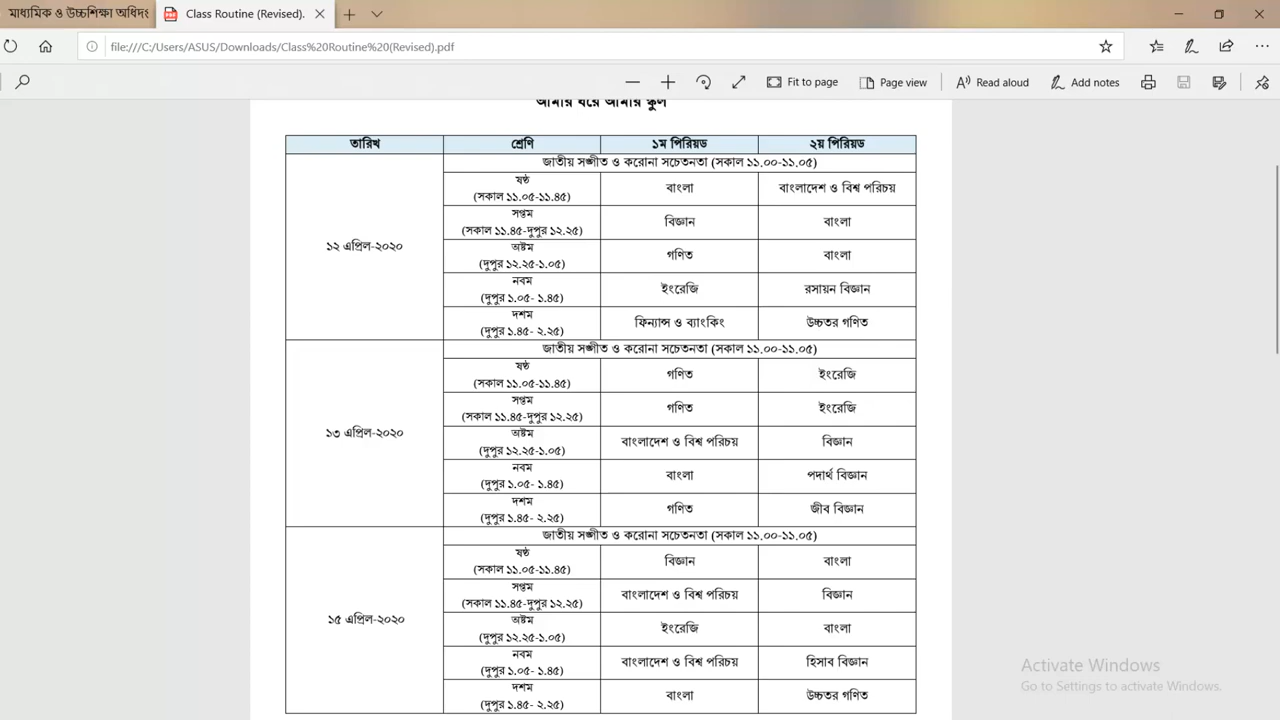 মাধ্যমিক ও উচ্চশিক্ষা অধিদং
Class Routine (Revised).
file:///C:/Users/ASUS/Downloads/Class%20Routine%20(Revised).pdf
Fit to page Page view Read aloud Add notes
আমার ঘরে আমার স্কুল
তারিখ শ্রেণি ১ম পিরিয়ড ২য় পিরিয়ড
জাতীয় সঙ্গীত ও করোনা সচেতনতা (সকাল ১১.০০-১১.০৫)
১২ এপ্রিল-২০২০
ষষ্ঠ
(সকাল ১১.০৫-১১.৪৫) বাংলা বাংলাদেশ ও বিশ্ব পরিচয়
সপ্তম
(সকাল ১১.৪৫-দুপুর ১২.২৫) বিজ্ঞান বাংলা
অষ্টম
(দুপুর ১২.২৫-১.০৫) গণিত বাংলা
নবম
(দুপুর ১.০৫- ১.৪৫) ইংরেজি রসায়ন বিজ্ঞান
দশম
(দুপুর ১.৪৫- ২.২৫) ফিন্যান্স ও ব্যাংকিং উচ্চতর গণিত
জাতীয় সঙ্গীত ও করোনা সচেতনতা (সকাল ১১.০০-১১.০৫)
১৩ এপ্রিল-২০২০
ষষ্ঠ
(সকাল ১১.০৫-১১.৪৫) গণিত ইংরেজি
সপ্তম
(সকাল ১১.৪৫-দুপুর ১২.২৫) গণিত ইংরেজি
অষ্টম
(দুপুর ১২.২৫-১.০৫) বাংলাদেশ ও বিশ্ব পরিচয় বিজ্ঞান
নবম
(দুপুর ১.০৫- ১.৪৫) বাংলা পদার্থ বিজ্ঞান
দশম
(দুপুর ১.৪৫- ২.২৫) গণিত জীব বিজ্ঞান
জাতীয় সঙ্গীত ও করোনা সচেতনতা (সকাল ১১.০০-১১.০৫)
১৫ এপ্রিল-২০২০
ষষ্ঠ
(সকাল ১১.০৫-১১.৪৫) বিজ্ঞান বাংলা
সপ্তম
(সকাল ১১.৪৫-দুপুর ১২.২৫) বাংলাদেশ ও বিশ্ব পরিচয় বিজ্ঞান
অষ্টম
(দুপুর ১২.২৫-১.০৫) ইংরেজি বাংলা
নবম
(দুপুর ১.০৫- ১.৪৫) বাংলাদেশ ও বিশ্ব পরিচয় হিসাব বিজ্ঞান
দশম
(দুপুর ১.৪৫- ২.২৫) বাংলা উচ্চতর গণিত
Activate Windows
Go to Settings to activate Windows.